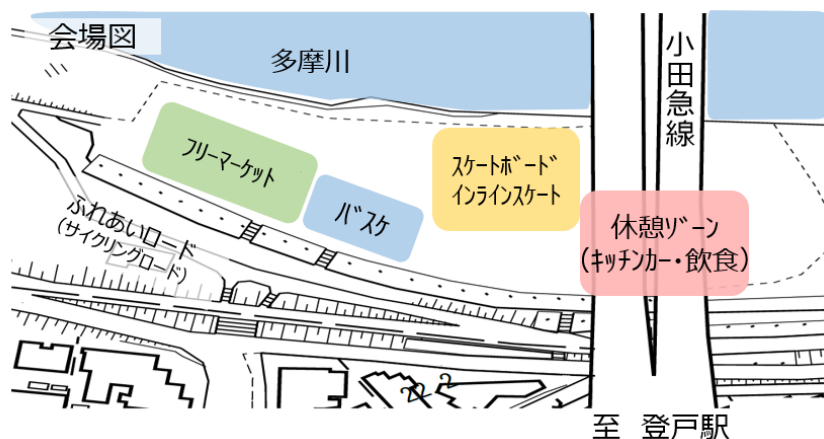 会場図
多摩川
小田急線
フリーマーケット
バスケ
スケートボード
インラインスケート
休憩ゾーン
(キッチンカー・飲食)
ふれあいロード
(サイクリングロード)
22 2
至 登戸駅